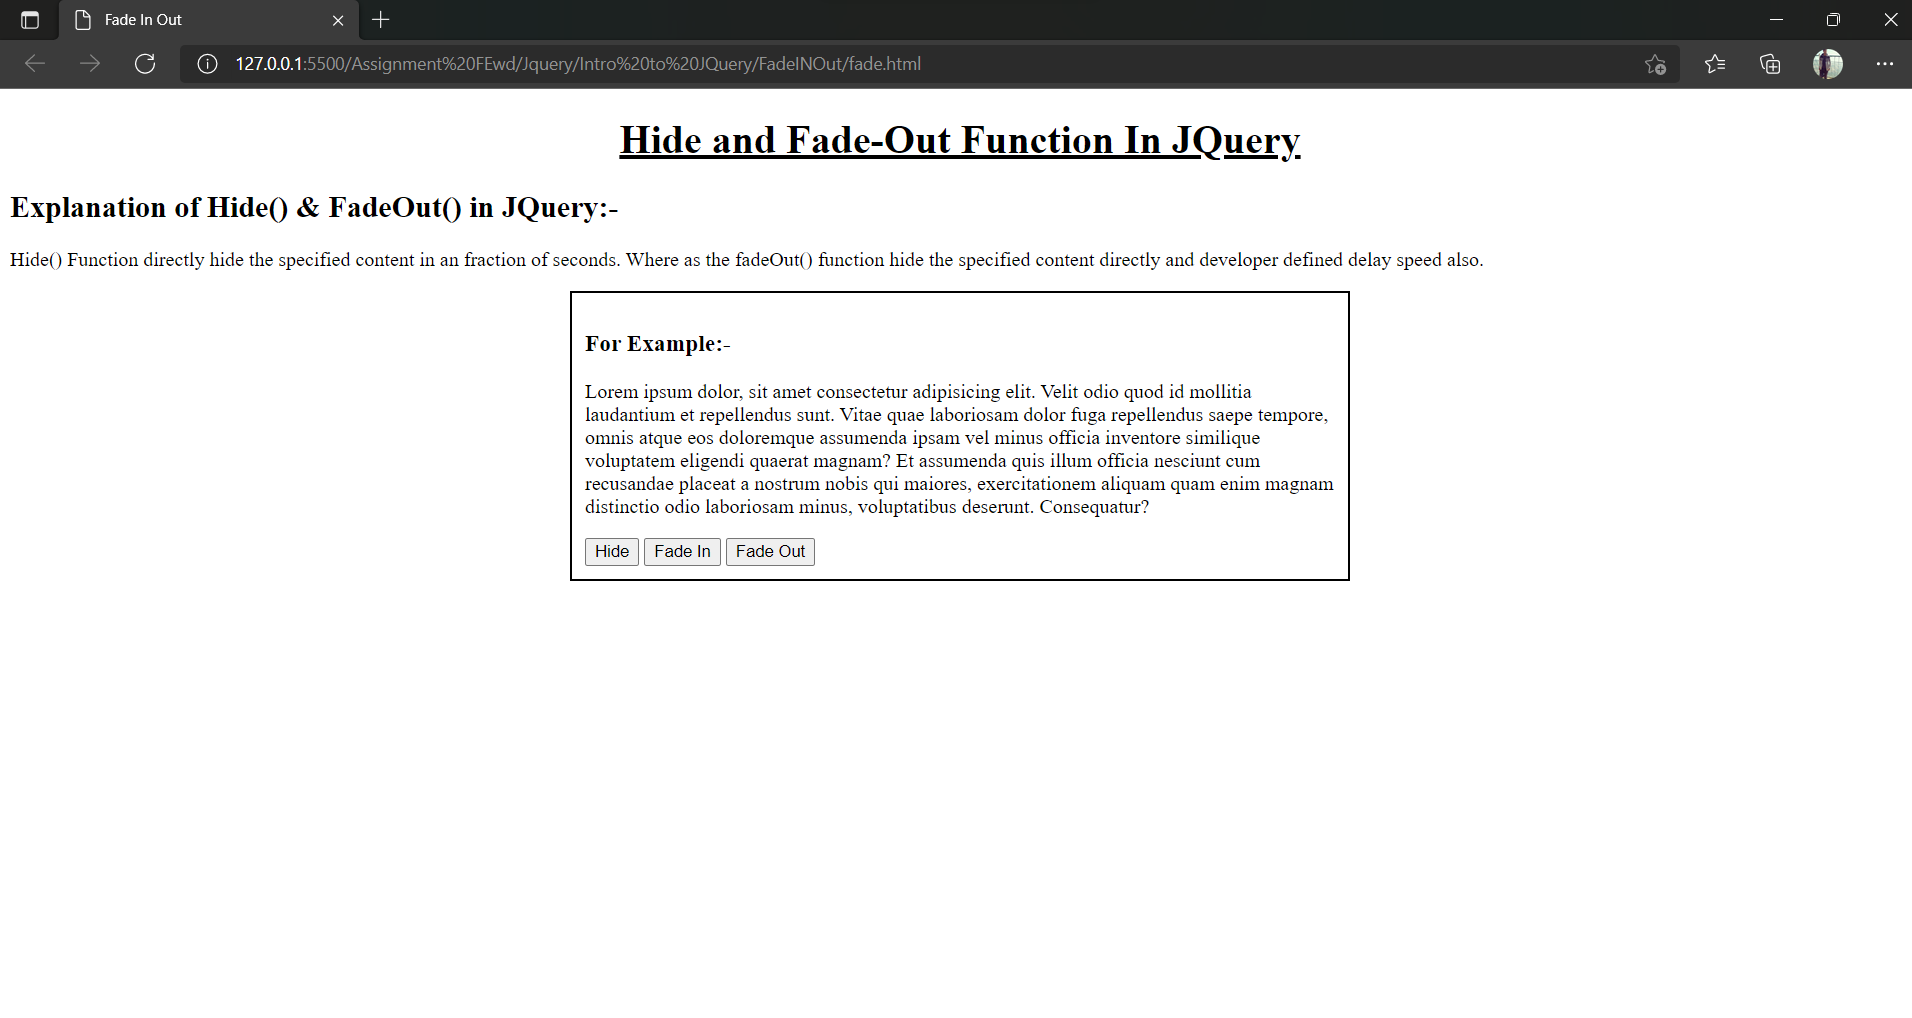 Fade In Out
127.0.0.1:5500/Assignment%20FEwd/Jquery/Intro%20to%20JQuery/FadeINOut/fade.html
Hide and Fade-Out Function In JQuery
Explanation of Hide() & FadeOut() in JQuery:-
Hide() Function directly hide the specified content in an fraction of seconds. Where as the fadeOut() function hide the specified content directly and developer defined delay speed also.
For Example:-
Lorem ipsum dolor, sit amet consectetur adipisicing elit. Velit odio quod id mollitia
laudantium et repellendus sunt. Vitae quae laboriosam dolor fuga repellendus saepe tempore,
omnis atque eos doloremque assumenda ipsam vel minus officia inventore similique
voluptatem eligendi quaerat magnam? Et assumenda quis illum officia nesciunt cum
recusandae placeat a nostrum nobis qui maiores, exercitationem aliquam quam enim magnam
distinctio odio laboriosam minus, voluptatibus deserunt. Consequatur?
Hide Fade In Fade Out